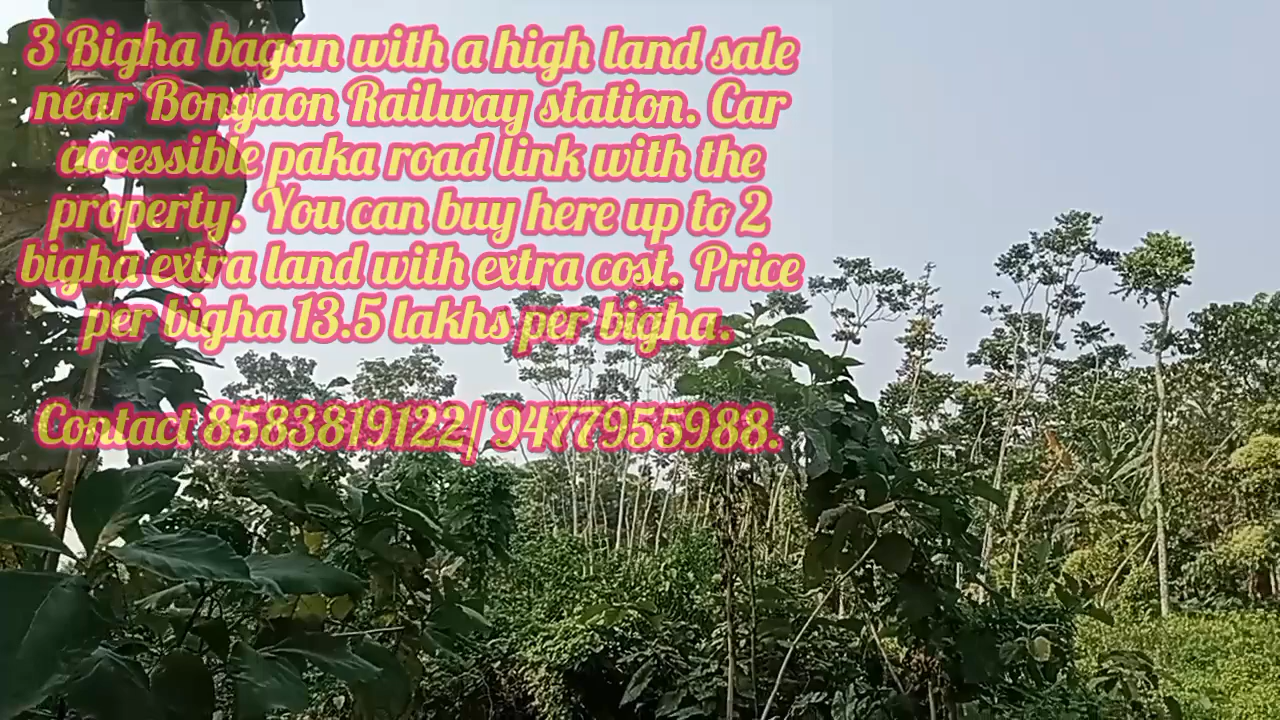 3 Bigha bagan with a high land sale
near Bongaon Railway station. Car
accessible paka road link with the
property. You can buy here up to 2
bigha extra land with extra cost. Price
per bigha 13.5 lakhs per bigha.
Contact 8583819122/ 9477955988.